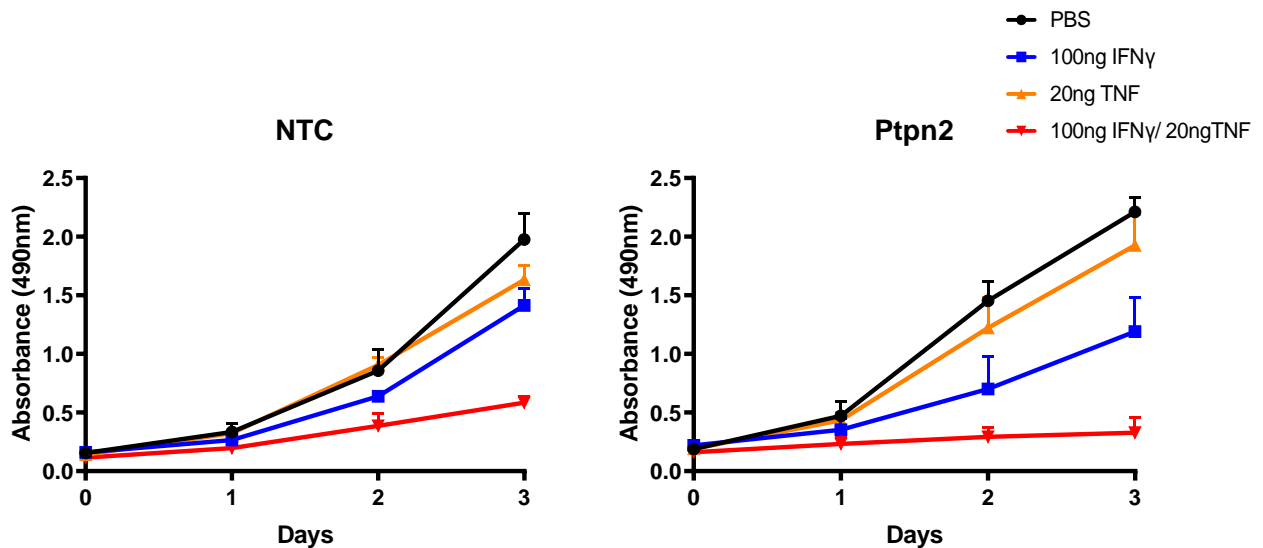 PBS
100ng IFNγ
20ng TNF
100ng IFNγ/ 20ngTNF
NTC
Absorbance (490nm)
2.5
2.0
1.5
1.0
0.5
0.0
0 1 2 3
Days
Ptpn2
Absorbance (490nm)
2.5
2.0
1.5
1.0
0.5
0.0
0 1 2 3
Days